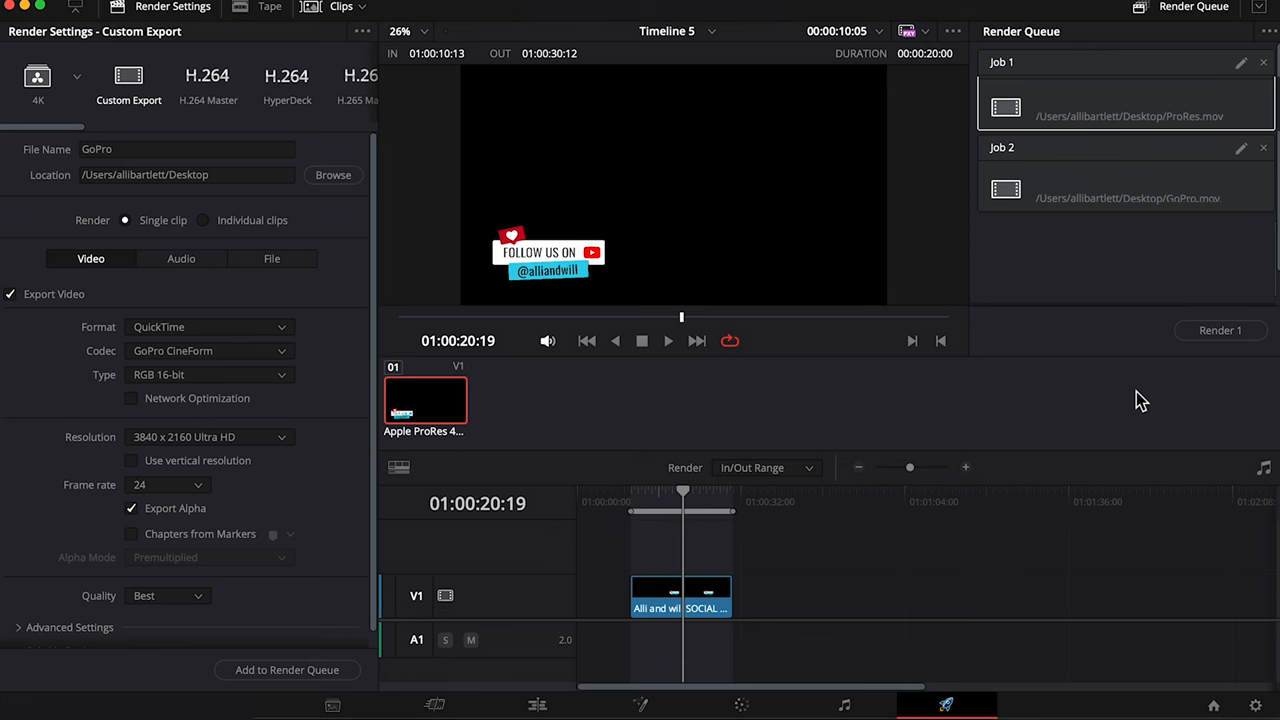 Render Settings
Tape
Clips
Render Queue
Render Settings - Custom Export
26%
Timeline 5
00:00:10:05
PXY
Render Queue
IN 01:00:10:13 OUT 01:00:30:12
DURATION 00:00:20:00
4K
Custom Export
H.264
H.264 Master
H.264
HyperDeck
H.26
H.265 Ma
File Name GoPro
Location /Users/allibartlett/Desktop
Browse
Render Single clip Individual clips
Video
Audio
File
Export Video
Format QuickTime
Codec GoPro CineForm
Type RGB 16-bit
Network Optimization
Resolution 3840 x 2160 Ultra HD
Use vertical resolution
Frame rate 24
Export Alpha
Chapters from Markers
Alpha Mode Premultiplied
Quality Best
Advanced Settings
Add to Render Queue
FOLLOW US ON
@alliandwill
01:00:20:19
Job 1
/Users/allibartlett/Desktop/ProRes.mov
Job 2
/Users/allibartlett/Desktop/GoPro.mov
Render 1
01
V1
Apple ProRes 4...
Render In/Out Range
01:00:20:19
01:00:00:00
01:00:32:00
01:01:04:00
01:01:36:00
01:02:08:
V1
Alli and wil
SOCIAL ...
A1
S
M
2.0